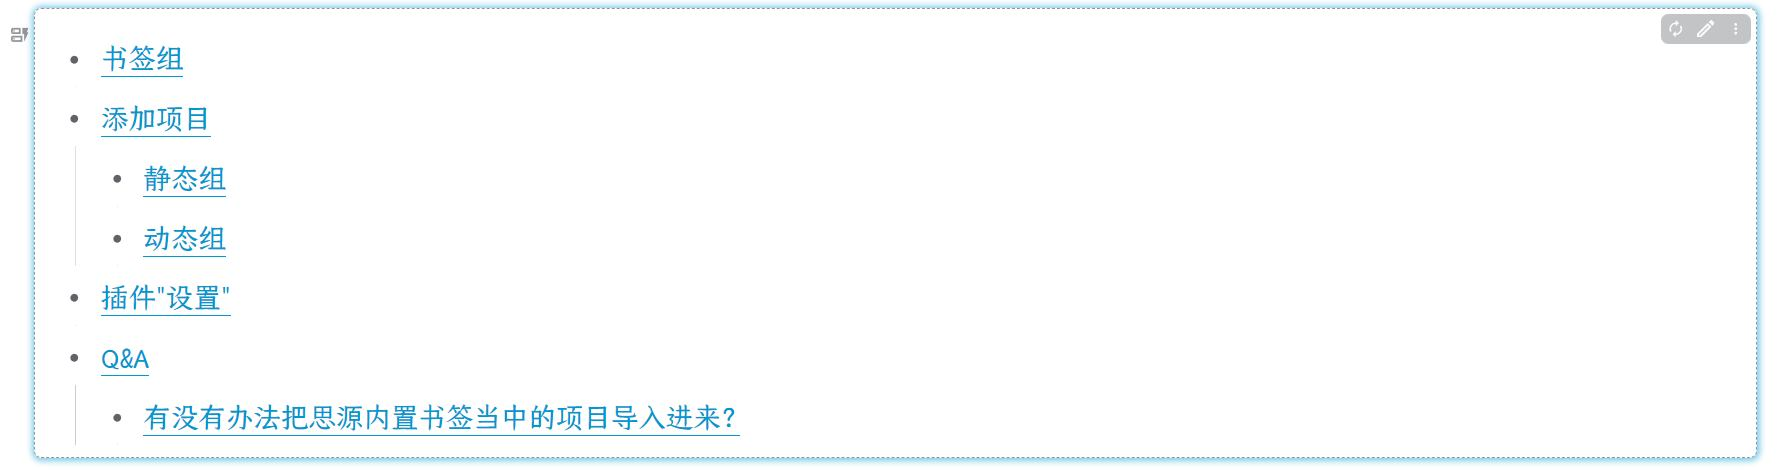 书签组
添加项目
静态组
动态组
插件"设置"
Q&A
有没有办法把思源内置书签当中的项目导入进来?